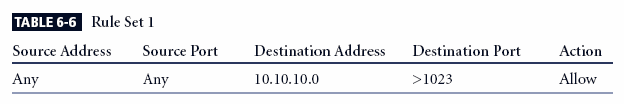 TABLE 6-6 Rule Set 1
Source Address Source Port Destination Address Destination Port Action
Any Any 10.10.10.0 >1023 Allow